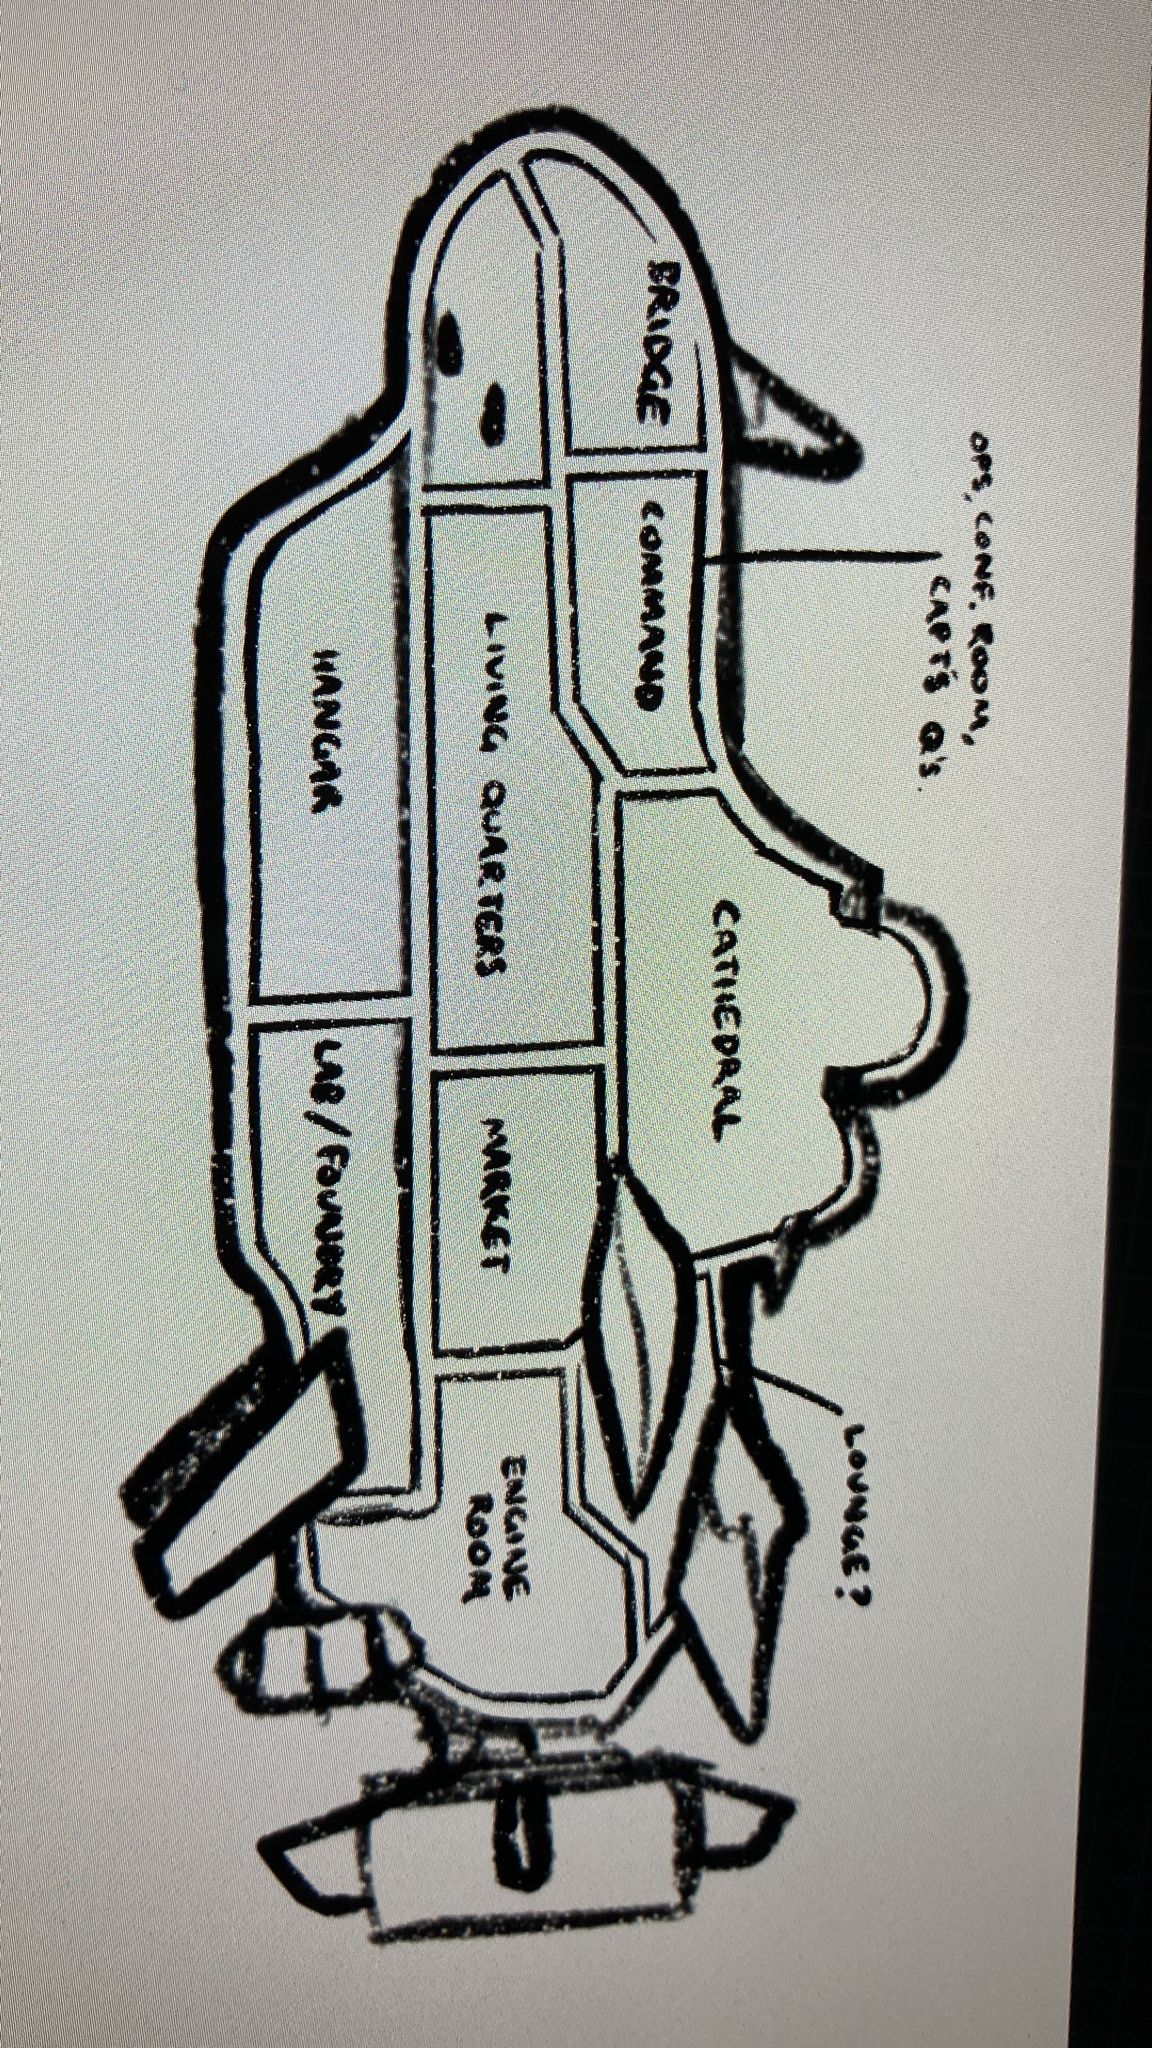 OPS, CONF. ROOM,
CAPT'S Q'S.
BRIDGE
COMMAND
CATHEDRAL
LOUNGE?
LIVING QUARTERS
MARKET
ENGINE
ROOM
HANGAR
LAB/FOUNDRY